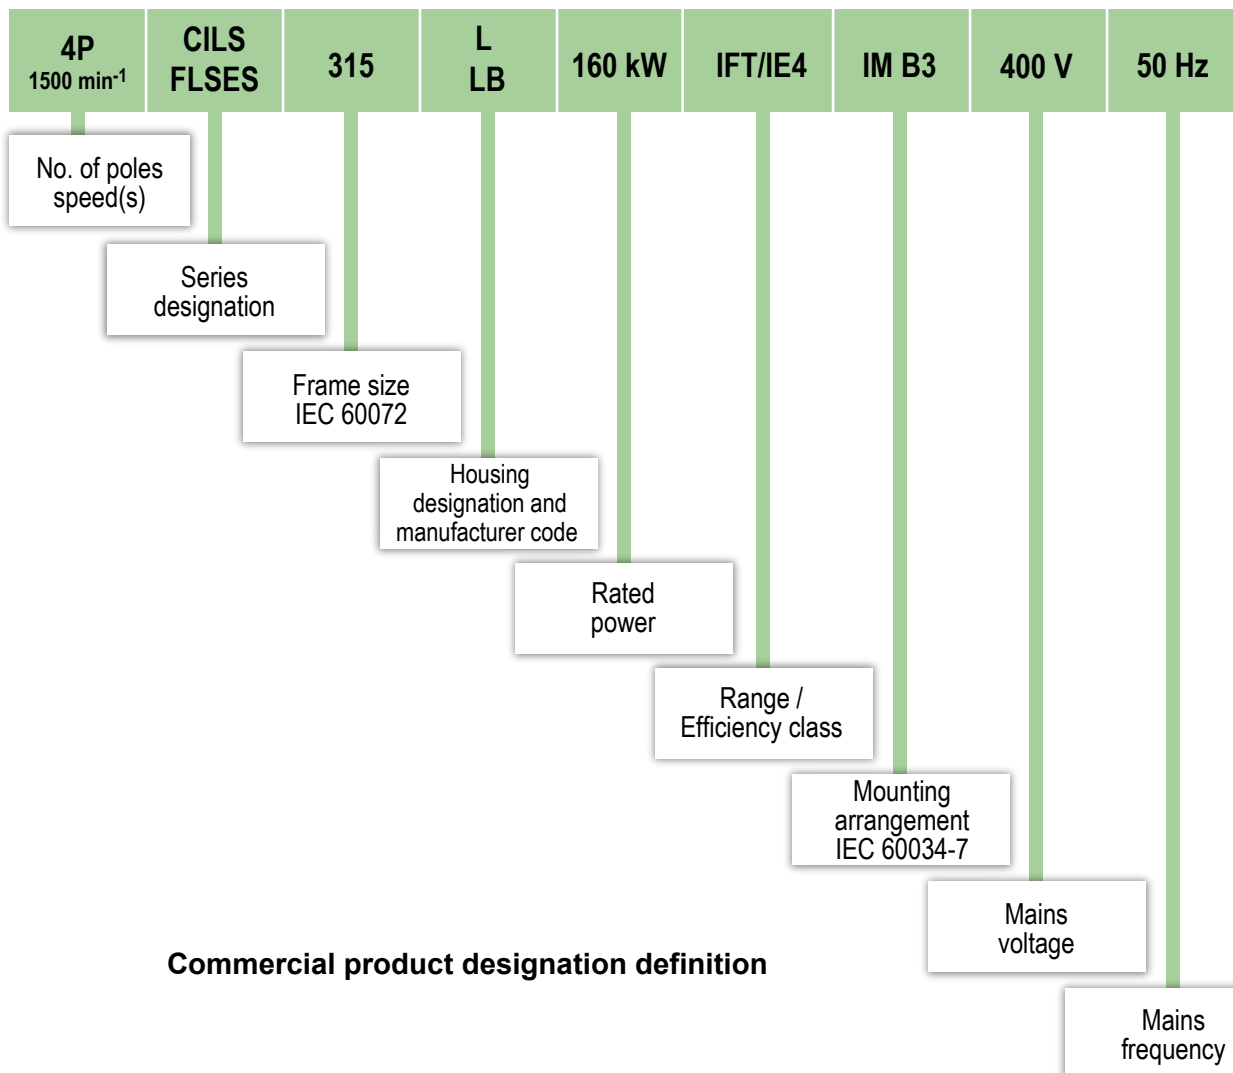 4P
1500 min-1
CILS
FLSES
315
L
LB
160 kW
IFT/IE4
IM B3
400 V
50 Hz
No. of poles
speed(s)
Series
designation
Frame size
IEC 60072
Housing
designation and
manufacturer code
Rated
power
Range /
Efficiency class
Mounting
arrangement
IEC 60034-7
Mains
voltage
Commercial product designation definition
Mains
frequency